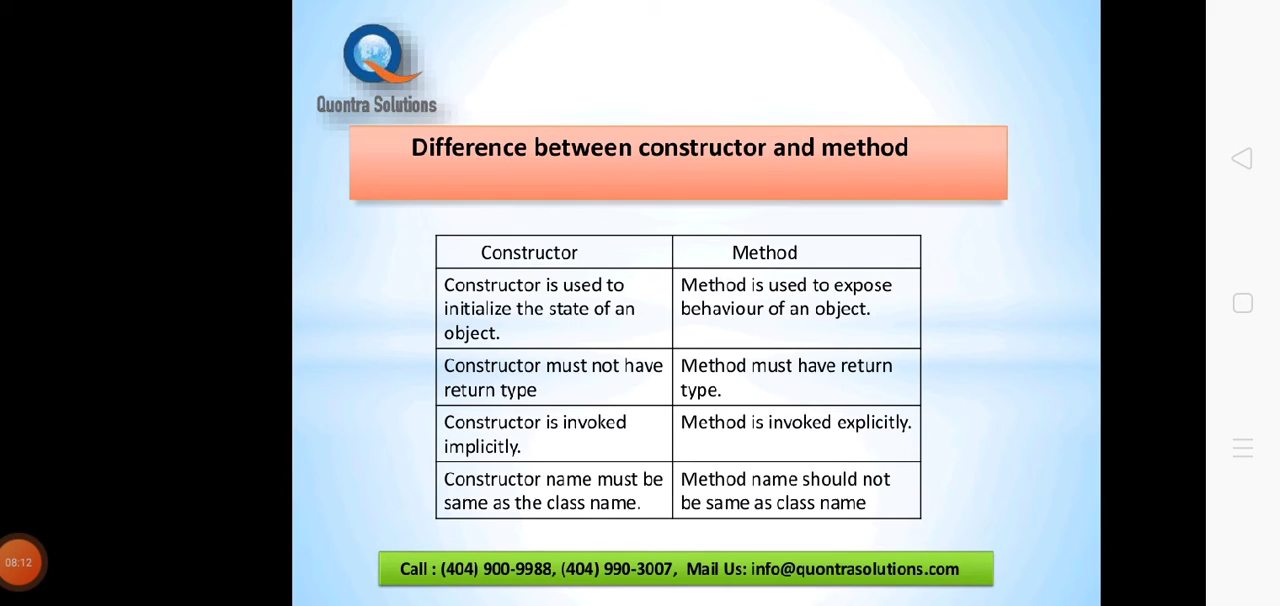 Quontra Solutions
Difference between constructor and method
Constructor
Method
Constructor is used to
initialize the state of an
object.
Method is used to expose
behaviour of an object.
Constructor must not have
return type
Method must have return
type.
Constructor is invoked
implicitly.
Method is invoked explicitly.
Constructor name must be
same as the class name.
Method name should not
be same as class name
08:12
Call : (404) 900-9988, (404) 990-3007, Mail Us: info@quontrasolutions.com